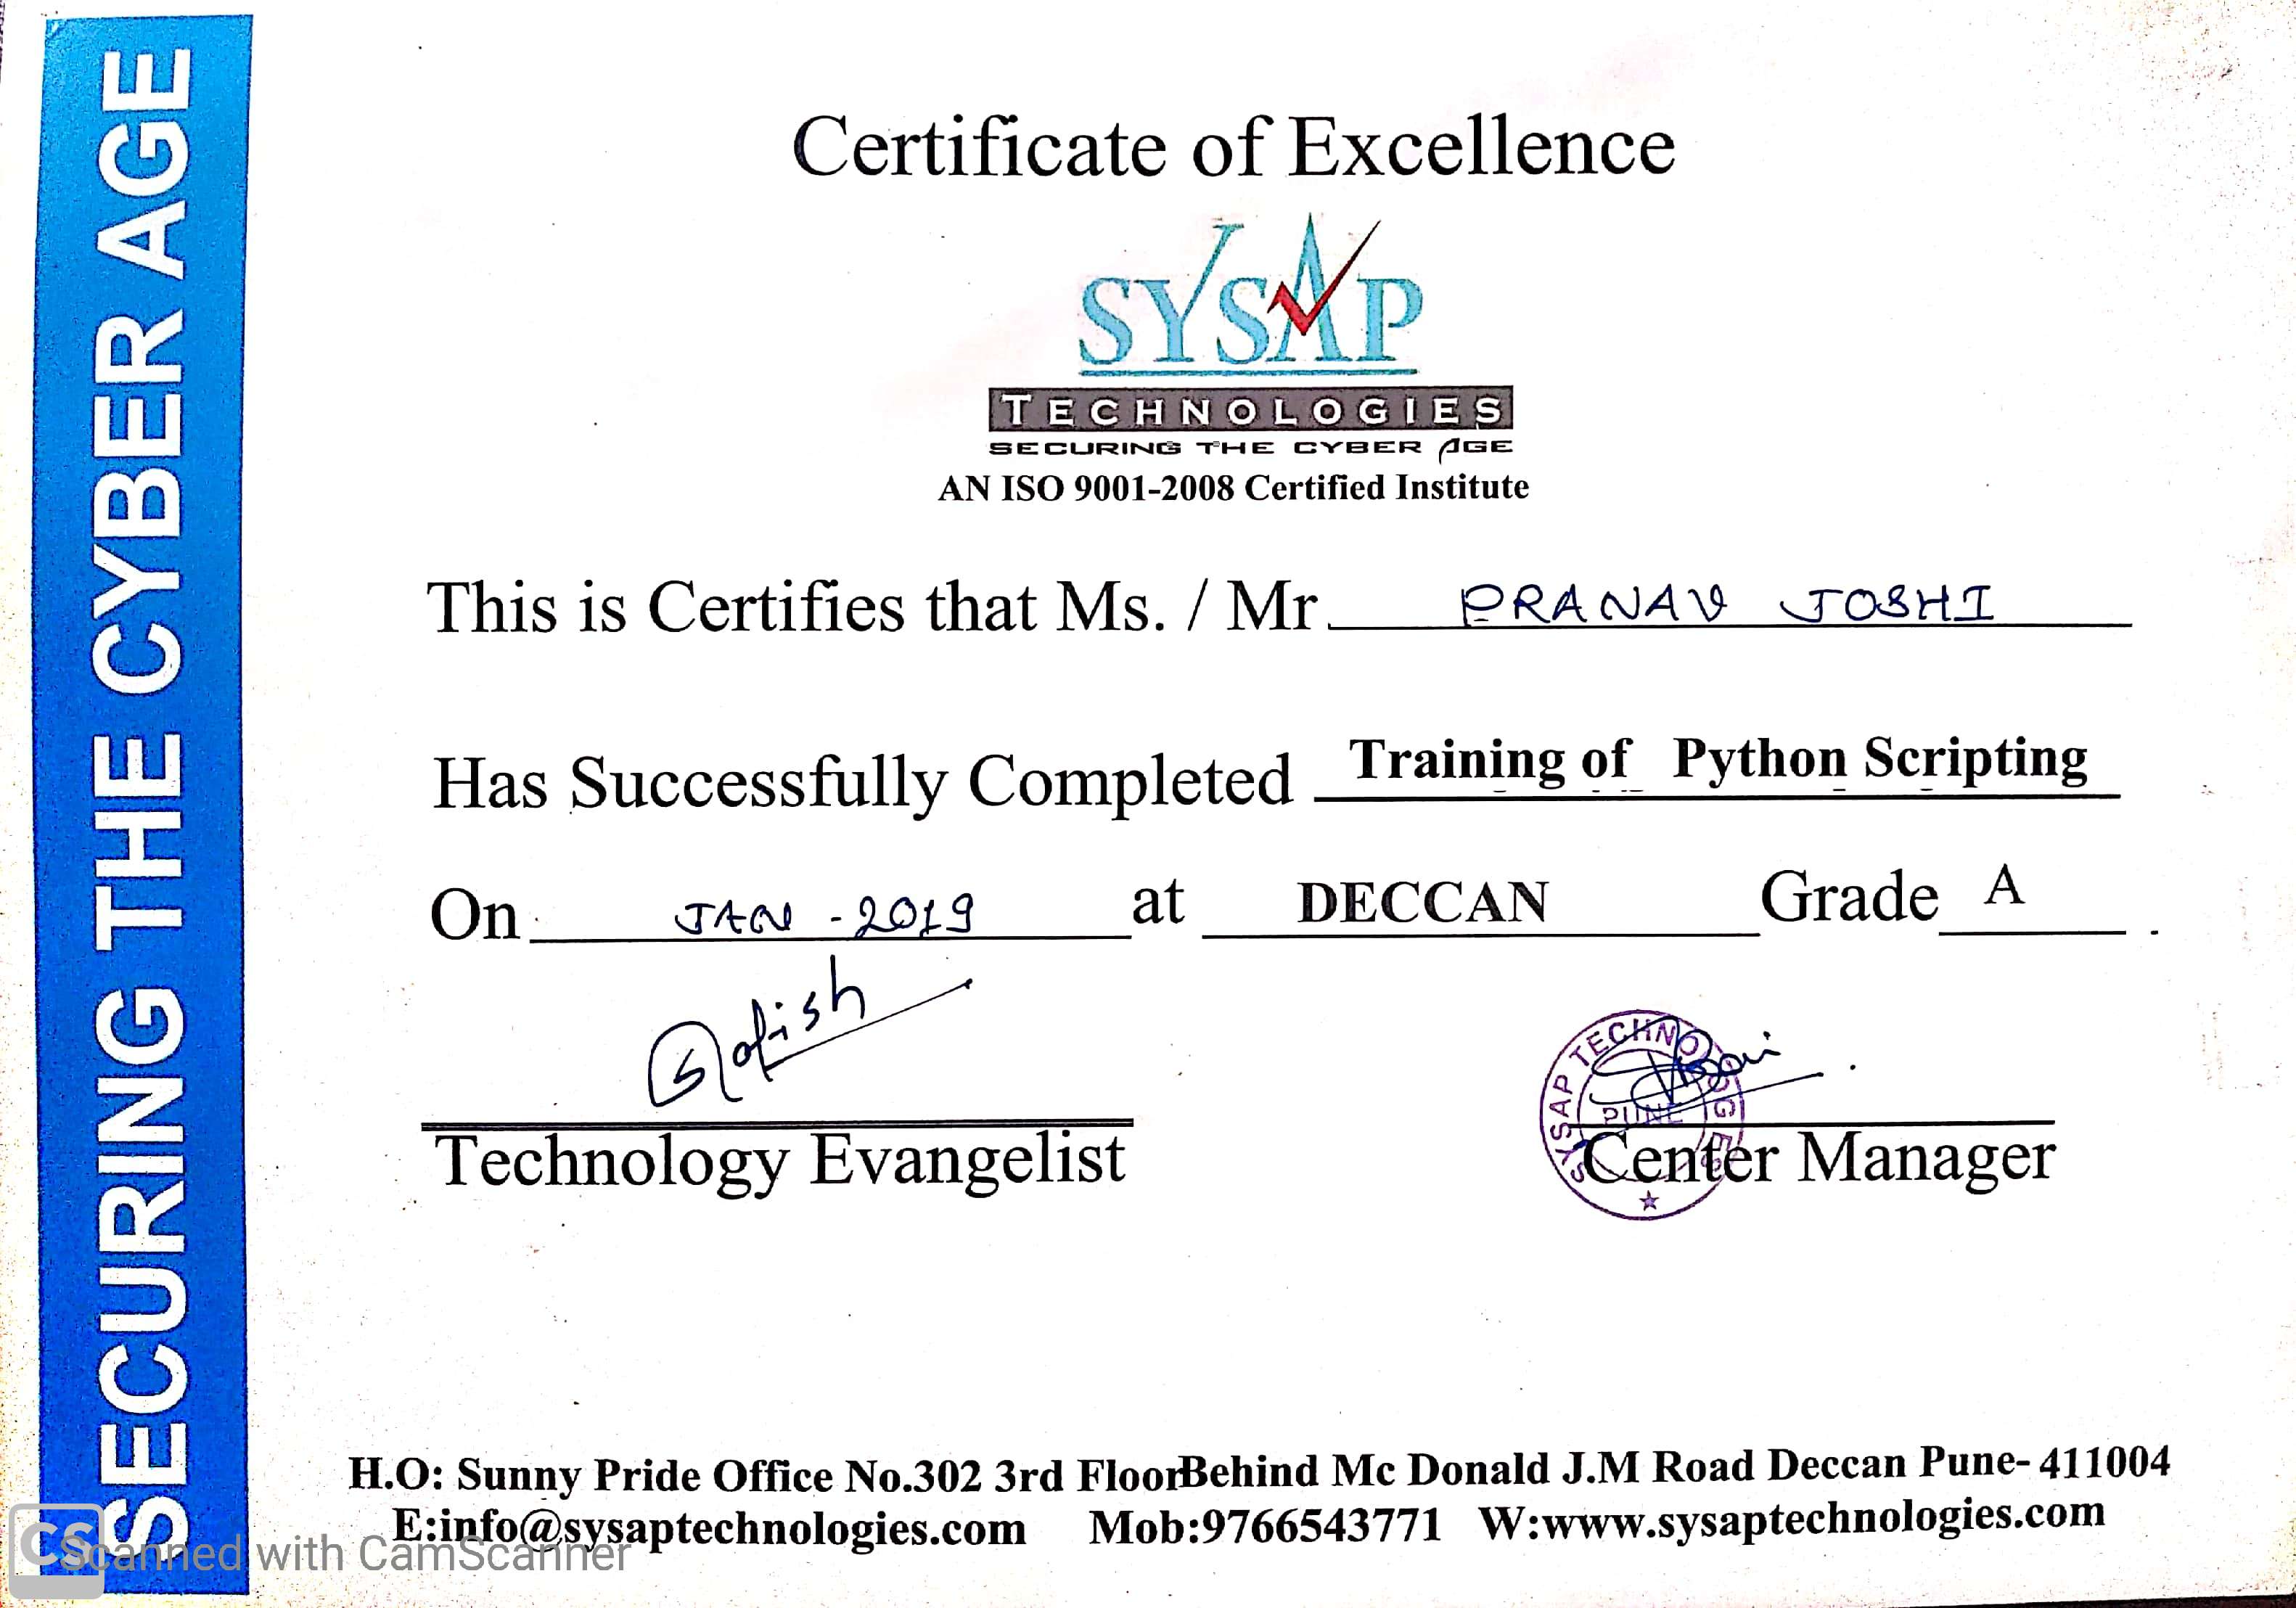 SECURING THE CYBER AGE
Certificate of Excellence
SYSAP
TECHNOLOGIES
SECURING THE CYBER AGE
AN ISO 9001-2008 Certified Institute
This is Certifies that Ms. / Mr. PRANAV JOSHI
Has Successfully Completed Training of Python Scripting
On JAN - 2019 at DECCAN Grade A .
Satish
SYSAP TECHNOLOGIES
PUNE
Technology Evangelist Center Manager
H.O: Sunny Pride Office No.302 3rd FloorBehind Mc Donald J.M Road Deccan Pune- 411004
E:info@sysaptechnologies.com Mob:9766543771 W:www.sysaptechnologies.com
CS Scanned with CamScanner